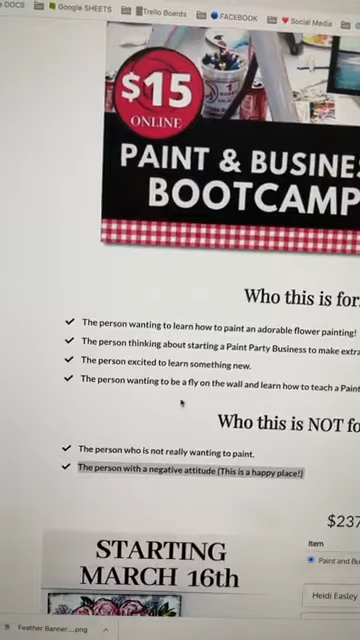 DOCS Google SHEETS Trello Boards FACEBOOK Social Media
$15
ONLINE
PAINT & BUSINE
BOOTCAMP
Who this is for
The person wanting to learn how to paint an adorable flower painting!
The person thinking about starting a Paint Party Business to make extra
The person excited to learn something new.
The person wanting to be a fly on the wall and learn how to teach a Paint
Who this is NOT fo
The person who is not really wanting to paint.
The person with a negative attitude (This is a happy place!)
$237
Item
Paint and Bu
STARTING
MARCH 16th
Heidi Easley
Feather Banner....png